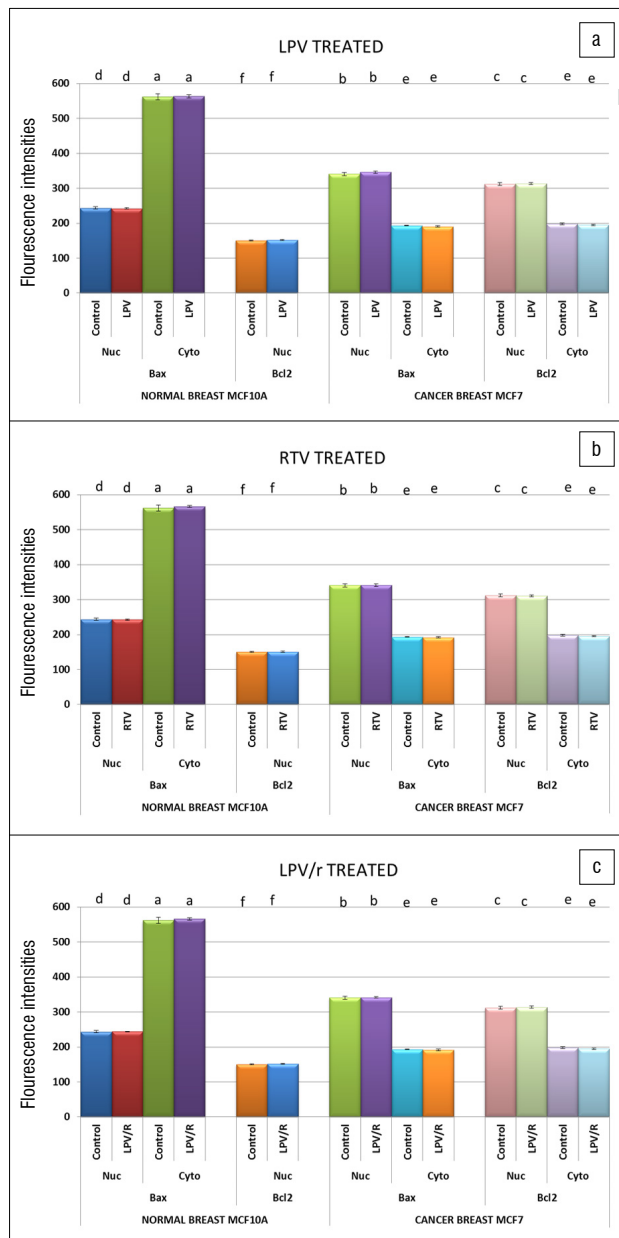 LPV TREATED
a
d d a a f f b b e e c c e e
Flourescence intensities
600
500
400
300
200
100
0
Control LPV Control LPV Control LPV Control LPV Control LPV Control LPV Control LPV
Nuc Cyto Nuc Nuc Cyto Nuc Cyto
Bax Bcl2 Bax Bcl2
NORMAL BREAST MCF10A CANCER BREAST MCF7
RTV TREATED
b
d d a a f f b b e e c c e e
Flourescence intensities
600
500
400
300
200
100
0
Control RTV Control RTV Control RTV Control RTV Control RTV Control RTV Control RTV
Nuc Cyto Nuc Nuc Cyto Nuc Cyto
Bax Bcl2 Bax Bcl2
NORMAL BREAST MCF10A CANCER BREAST MCF7
LPV/r TREATED
c
d d a a f f b b e e c c e e
Flourescence intensities
600
500
400
300
200
100
0
Control LPV/R Control LPV/R Control LPV/R Control LPV/R Control LPV/R Control LPV/R Control LPV/R
Nuc Cyto Nuc Nuc Cyto Nuc Cyto
Bax Bcl2 Bax Bcl2
NORMAL BREAST MCF10A CANCER BREAST MCF7